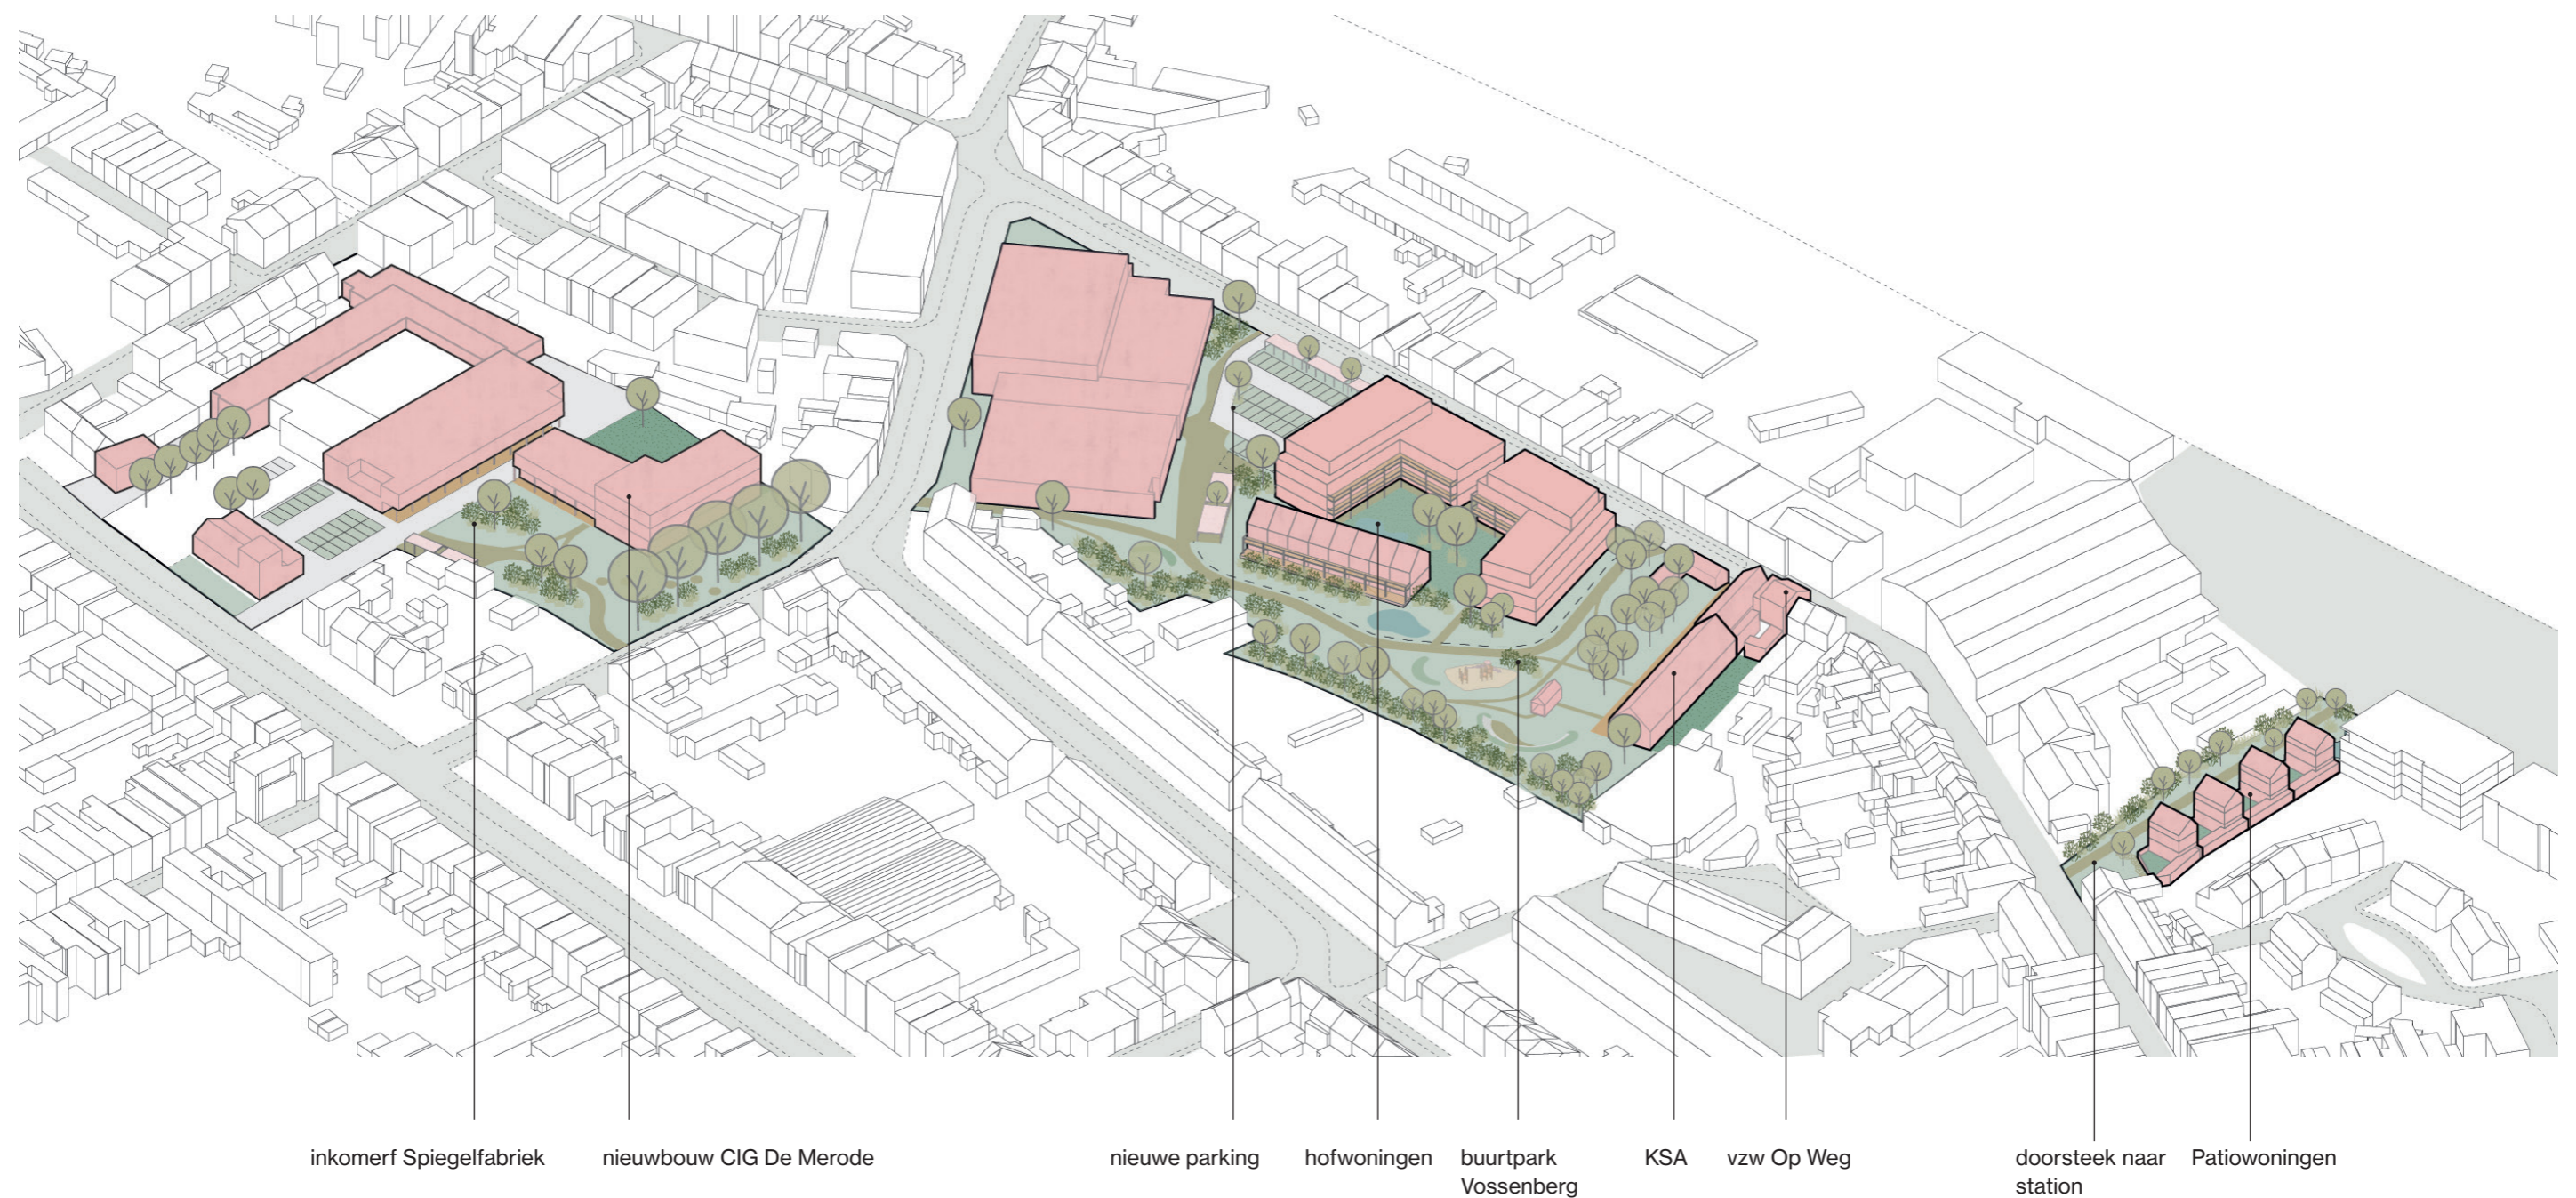 inkomerf Spiegelfabriek
nieuwbouw CIG De Merode
nieuwe parking
hofwoningen
buurtpark
Vossenberg
KSA
vzw Op Weg
doorsteek naar
station
Patiowoningen